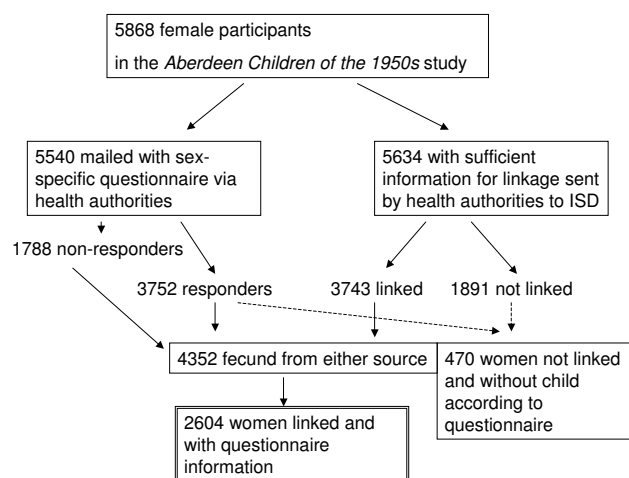 5868 female participants
in the Aberdeen Children of the 1950s study
5540 mailed with sex-
specific questionnaire via
health authorities
5634 with sufficient
information for linkage sent
by health authorities to ISD
1788 non-responders
3752 responders
3743 linked
1891 not linked
4352 fecund from either source
470 women not linked
and without child
according to
questionnaire
2604 women linked and
with questionnaire
information